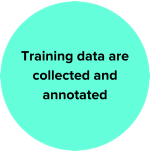 Training data are
collected and
annotated